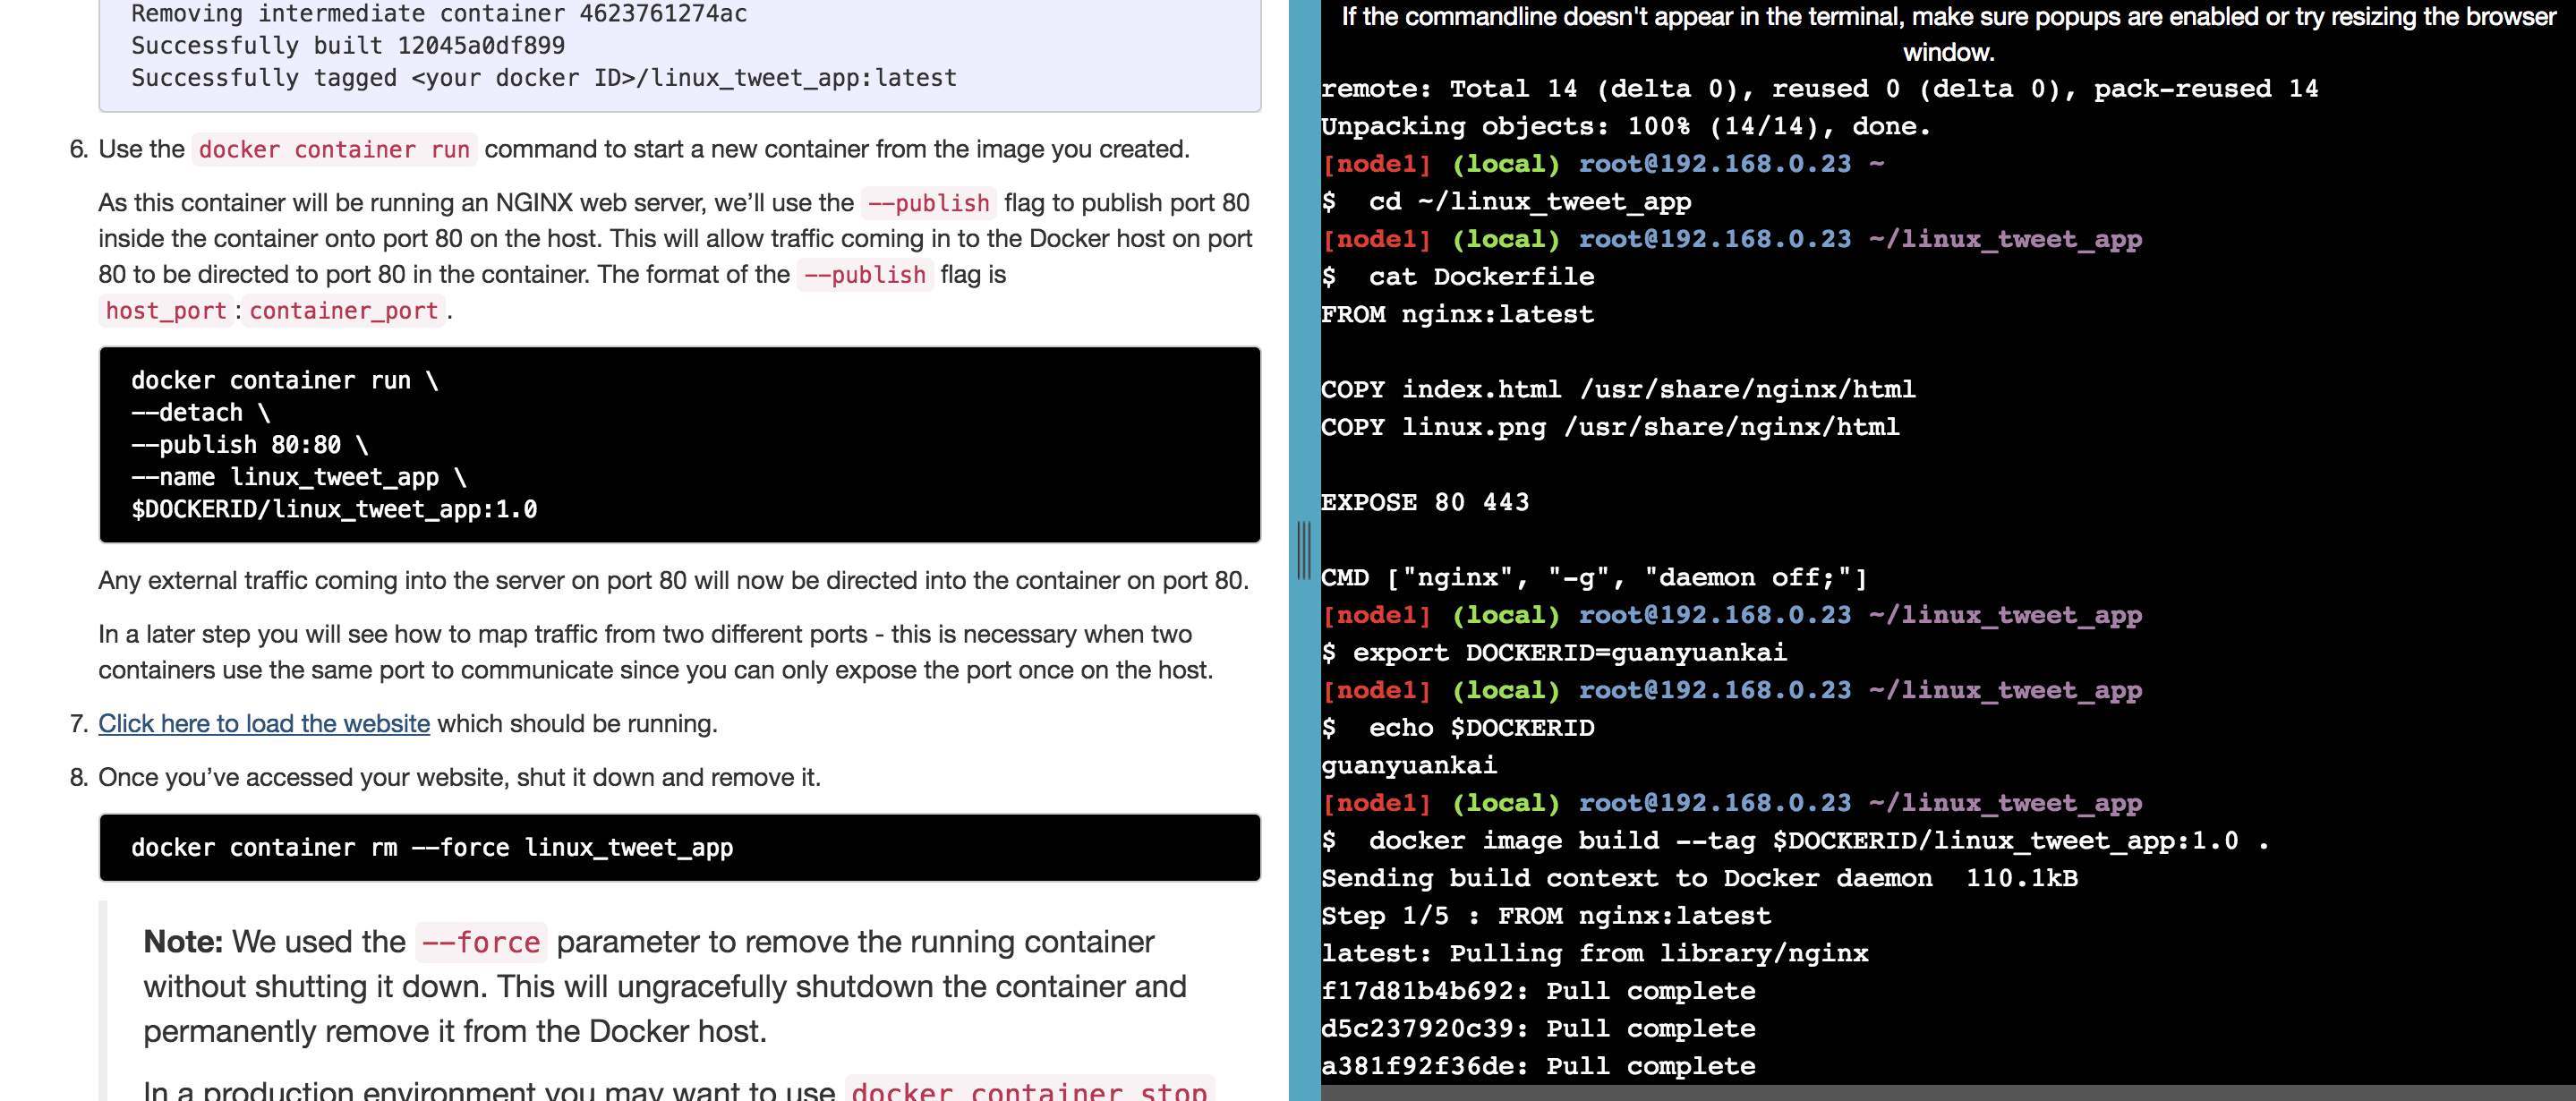 Removing intermediate container 4623761274ac
Successfully built 12045a0df899
Successfully tagged <your docker ID>/linux_tweet_app:latest
6. Use the docker container run command to start a new container from the image you created.
As this container will be running an NGINX web server, we’ll use the --publish flag to publish port 80
inside the container onto port 80 on the host. This will allow traffic coming in to the Docker host on port
80 to be directed to port 80 in the container. The format of the --publish flag is
host_port:container_port.
docker container run \
--detach \
--publish 80:80 \
--name linux_tweet_app \
$DOCKERID/linux_tweet_app:1.0
Any external traffic coming into the server on port 80 will now be directed into the container on port 80.
In a later step you will see how to map traffic from two different ports - this is necessary when two
containers use the same port to communicate since you can only expose the port once on the host.
7. Click here to load the website which should be running.
8. Once you’ve accessed your website, shut it down and remove it.
docker container rm --force linux_tweet_app
Note: We used the --force parameter to remove the running container
without shutting it down. This will ungracefully shutdown the container and
permanently remove it from the Docker host.
In a production environment you may want to use docker container stop
If the commandline doesn't appear in the terminal, make sure popups are enabled or try resizing the browser
window.
remote: Total 14 (delta 0), reused 0 (delta 0), pack-reused 14
Unpacking objects: 100% (14/14), done.
[node1] (local) root@192.168.0.23 ~
$  cd ~/linux_tweet_app
[node1] (local) root@192.168.0.23 ~/linux_tweet_app
$  cat Dockerfile
FROM nginx:latest
COPY index.html /usr/share/nginx/html
COPY linux.png /usr/share/nginx/html
EXPOSE 80 443
CMD ["nginx", "-g", "daemon off;"]
[node1] (local) root@192.168.0.23 ~/linux_tweet_app
$ export DOCKERID=guanyuankai
[node1] (local) root@192.168.0.23 ~/linux_tweet_app
$  echo $DOCKERID
guanyuankai
[node1] (local) root@192.168.0.23 ~/linux_tweet_app
$  docker image build --tag $DOCKERID/linux_tweet_app:1.0 .
Sending build context to Docker daemon  110.1kB
Step 1/5 : FROM nginx:latest
latest: Pulling from library/nginx
f17d81b4b692: Pull complete
d5c237920c39: Pull complete
a381f92f36de: Pull complete